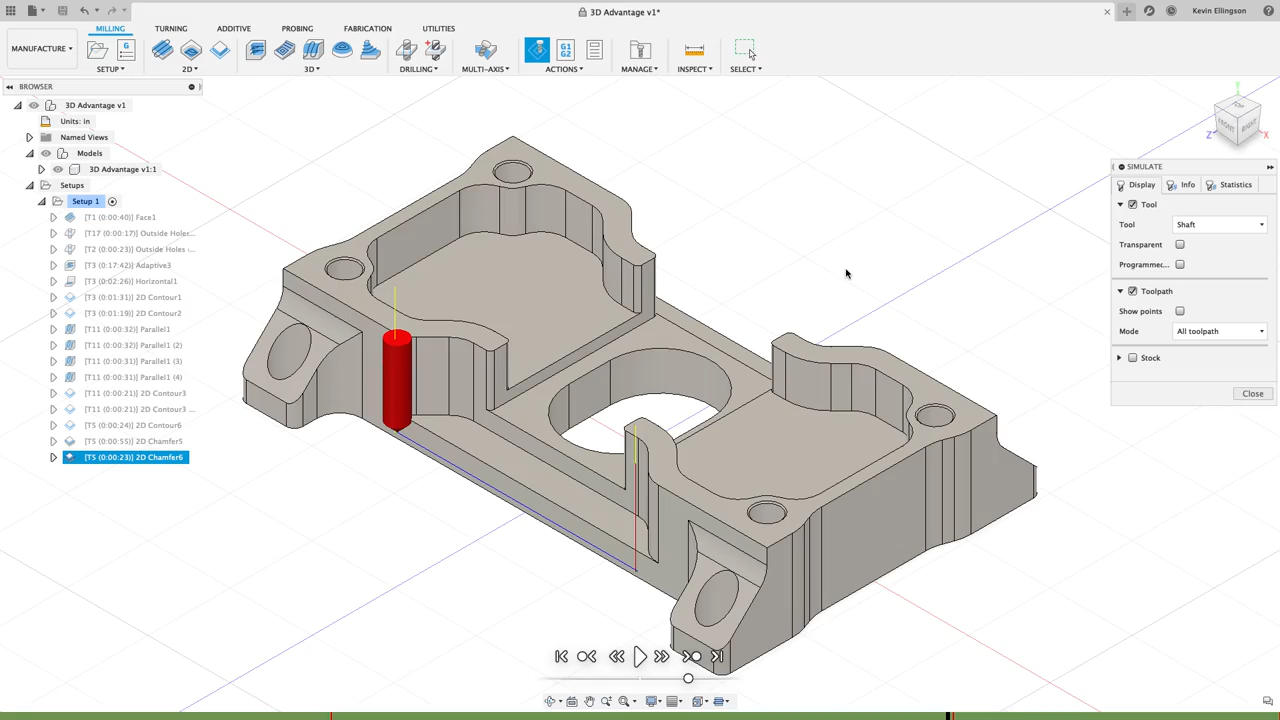 3D Advantage v1*
Kevin Ellingson
MILLING TURNING ADDITIVE PROBING FABRICATION UTILITIES
MANUFACTURE
G1
G2
SETUP 2D 3D DRILLING MULTI-AXIS ACTIONS MANAGE INSPECT SELECT
BROWSER
3D Advantage v1
Units: in
Named Views
Models
3D Advantage v1:1
Setups
Setup 1
[T1 (0:00:40) Face1
[T17 (0:00:17) Outside Holes...
[T2 (0:00:23) Outside Holes ...
[T3 (0:17:42) Adaptive3
[T3 (0:02:26) Horizontal1
[T3 (0:01:31) 2D Contour1
[T3 (0:01:19) 2D Contour2
[T11 (0:00:32) Parallel1
[T11 (0:00:32) Parallel1 (2)
[T11 (0:00:31) Parallel1 (3)
[T11 (0:00:31) Parallel1 (4)
[T11 (0:00:21) 2D Contour3
[T11 (0:00:21) 2D Contour3 ...
[T5 (0:00:24) 2D Contour6
[T5 (0:00:55) 2D Chamfer5
[T5 (0:00:23) 2D Chamfer6
Y
TOP
FRONT
RIGHT
Z
X
SIMULATE
Display Info Statistics
Tool
Tool Shaft
Transparent
Programmer...
Toolpath
Show points
Mode All toolpath
Stock
Close